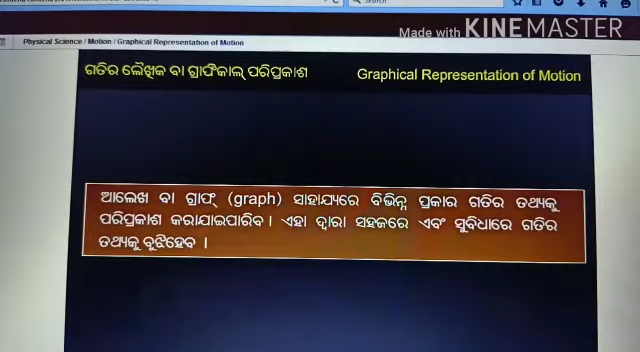 Made with KINEMASTER
Physical Science / Motion / Graphical Representation of Motion
ଗତିର ଲୈଖିକ ବା ଗ୍ରାଫିକାଲ୍ ପରିପ୍ରକାଶ Graphical Representation of Motion
ଆଲେଖ ବା ଗ୍ରାଫ୍ (graph) ସାହାଯ୍ୟରେ ବିଭିନ୍ନ ପ୍ରକାର ଗତିର ତଥ୍ୟକୁ
ପରିପ୍ରକାଶ କରାଯାଇପାରିବ । ଏହା ଦ୍ୱାରା ସହଜରେ ଏବଂ ସୁବିଧାରେ ଗତିର
ତଥ୍ୟକୁ ବୁଝିହେବ ।